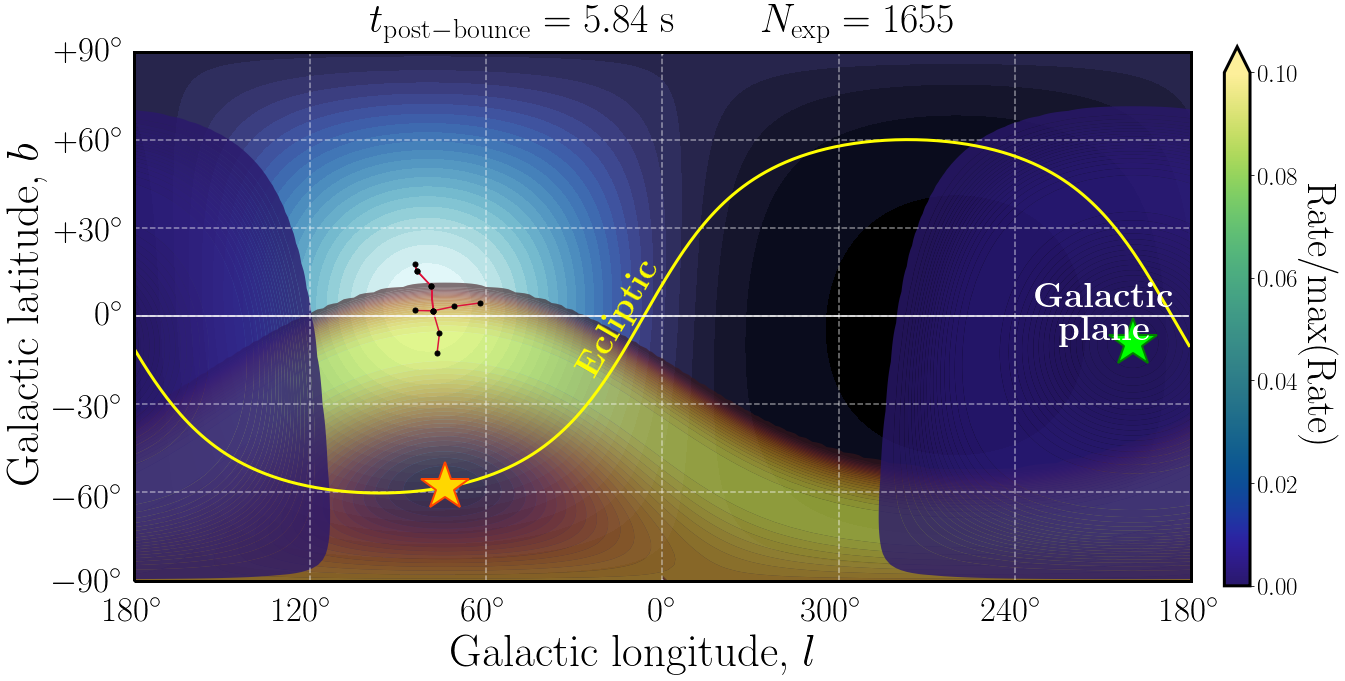 t_post−bounce = 5.84 s N_exp = 1655
+90°
+60°
+30°
0°
−30°
−60°
−90°
Galactic latitude, b
Ecliptic
Galactic
plane
180° 120° 60° 0° 300° 240° 180°
Galactic longitude, l
0.10
0.08
0.06
0.04
0.02
0.00
Rate/max(Rate)